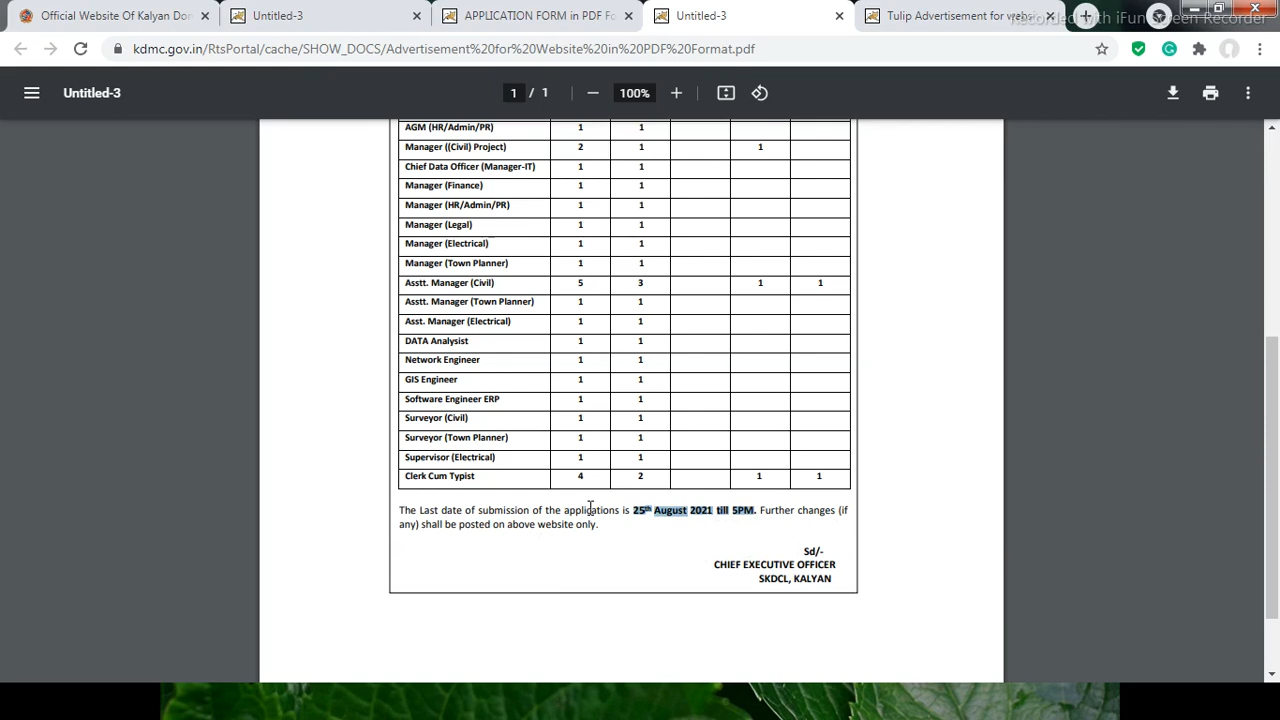 Official Website Of Kalyan Dom
Untitled-3
APPLICATION FORM in PDF Fo
Untitled-3
Tulip Advertisement for webs
Recorded with iFun Screen Recorder
kdmc.gov.in/RtsPortal/cache/SHOW_DOCS/Advertisement%20for%20Website%20in%20PDF%20Format.pdf
Untitled-3
1 / 1
100%
AGM (HR/Admin/PR) 1 1
Manager ((Civil) Project) 2 1 1
Chief Data Officer (Manager-IT) 1 1
Manager (Finance) 1 1
Manager (HR/Admin/PR) 1 1
Manager (Legal) 1 1
Manager (Electrical) 1 1
Manager (Town Planner) 1 1
Asstt. Manager (Civil) 5 3 1 1
Asstt. Manager (Town Planner) 1 1
Asst. Manager (Electrical) 1 1
DATA Analysist 1 1
Network Engineer 1 1
GIS Engineer 1 1
Software Engineer ERP 1 1
Surveyor (Civil) 1 1
Surveyor (Town Planner) 1 1
Supervisor (Electrical) 1 1
Clerk Cum Typist 4 2 1 1
The Last date of submission of the applications is 25th August 2021 till 5PM. Further changes (if
any) shall be posted on above website only.
Sd/-
CHIEF EXECUTIVE OFFICER
SKDCL, KALYAN